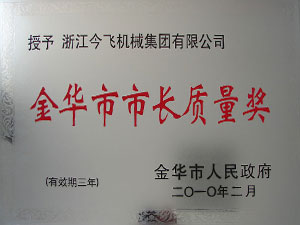 授予 浙江今飞机械集团有限公司
金华市市长质量奖
金华市人民政府
(有效期三年)
二〇一〇年二月